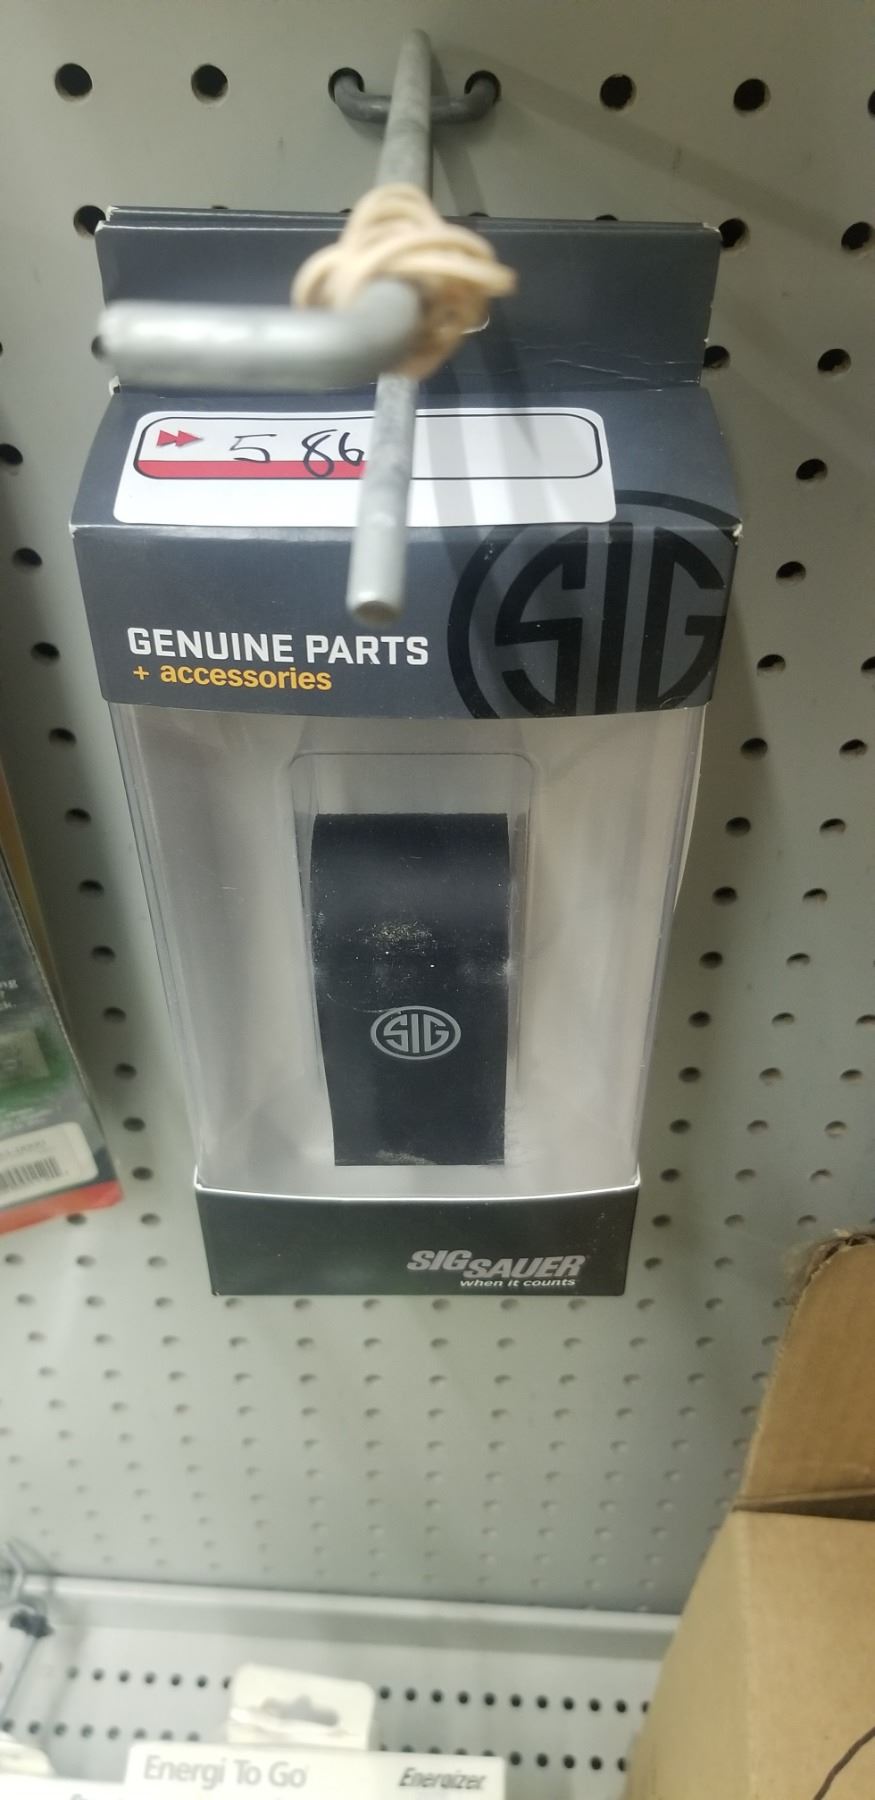 5 86
SIG
GENUINE PARTS
+ accessories
SIG
SIG SAUER
when it counts
Energi To Go
Energizer